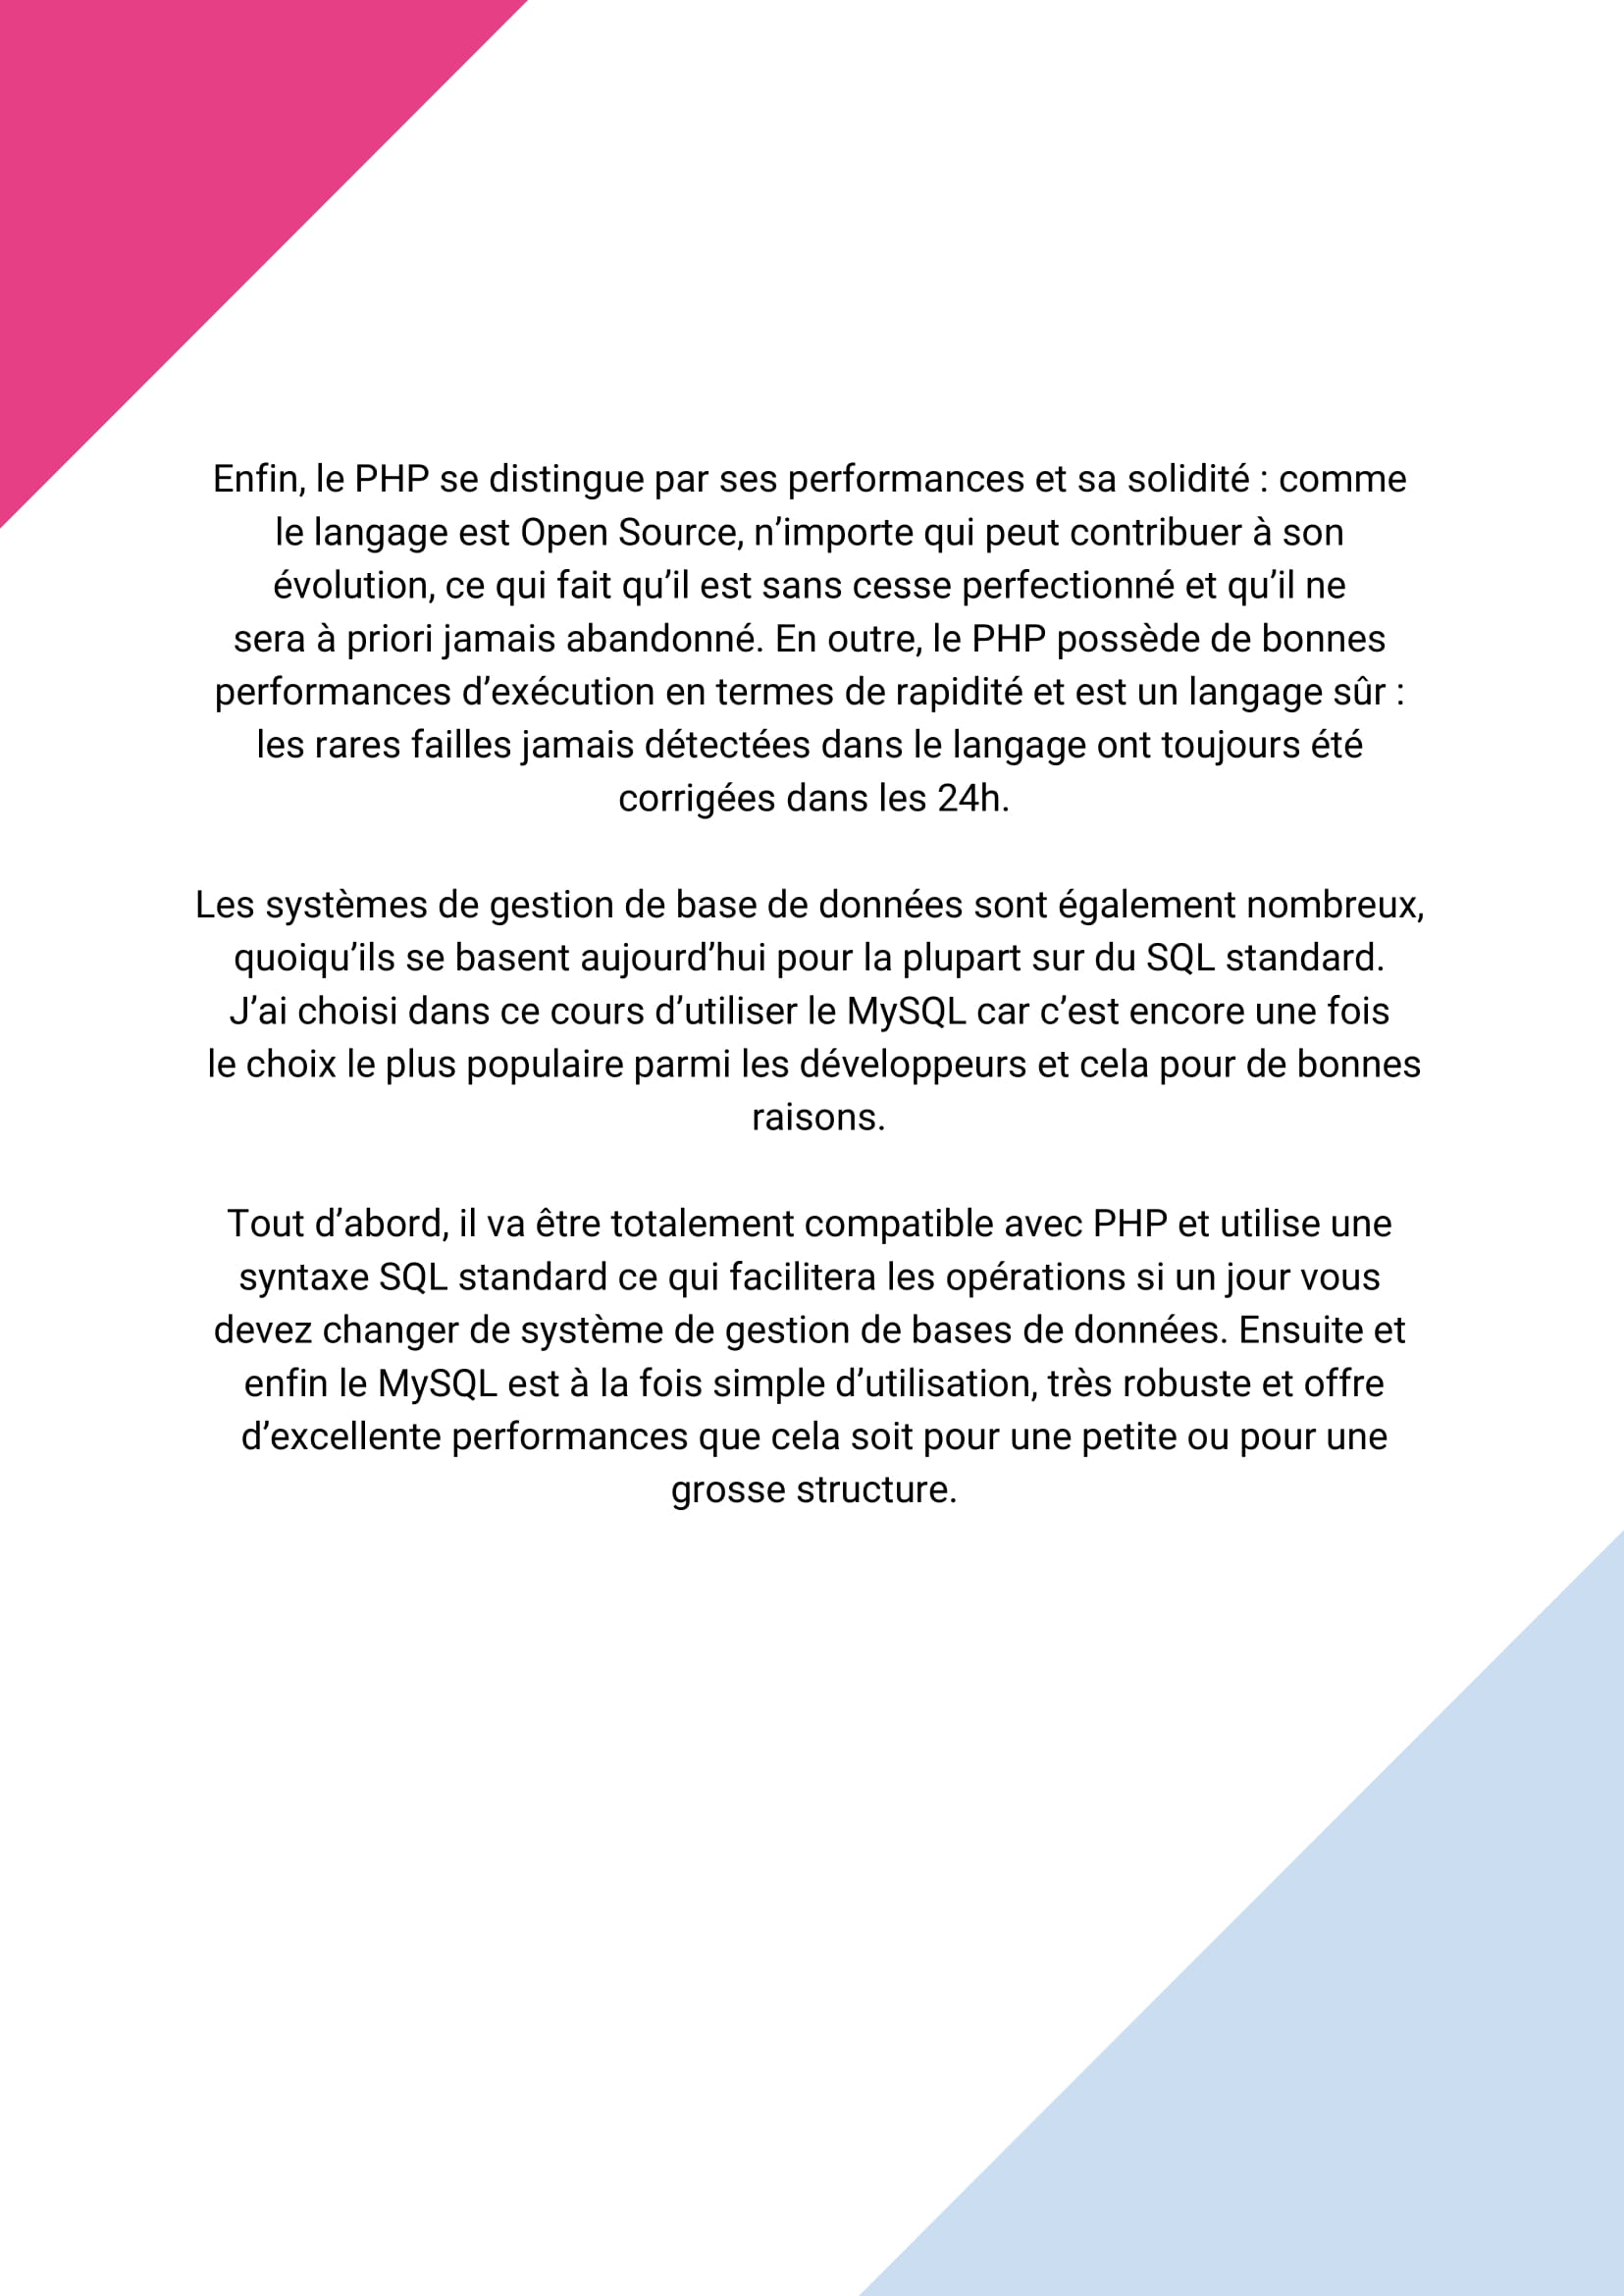 Enfin, le PHP se distingue par ses performances et sa solidité : comme
le langage est Open Source, n’importe qui peut contribuer à son
évolution, ce qui fait qu’il est sans cesse perfectionné et qu’il ne
sera à priori jamais abandonné. En outre, le PHP possède de bonnes
performances d’exécution en termes de rapidité et est un langage sûr :
les rares failles jamais détectées dans le langage ont toujours été
corrigées dans les 24h.
Les systèmes de gestion de base de données sont également nombreux,
quoiqu’ils se basent aujourd’hui pour la plupart sur du SQL standard.
J’ai choisi dans ce cours d’utiliser le MySQL car c’est encore une fois
le choix le plus populaire parmi les développeurs et cela pour de bonnes
raisons.
Tout d’abord, il va être totalement compatible avec PHP et utilise une
syntaxe SQL standard ce qui facilitera les opérations si un jour vous
devez changer de système de gestion de bases de données. Ensuite et
enfin le MySQL est à la fois simple d’utilisation, très robuste et offre
d’excellente performances que cela soit pour une petite ou pour une
grosse structure.